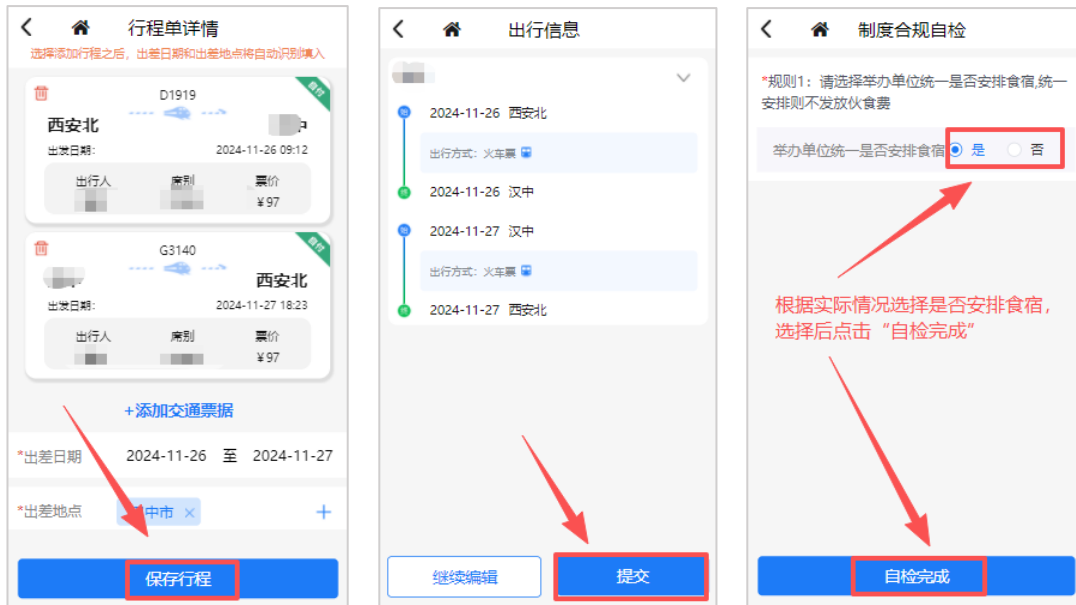 行程单详情
选择添加行程之后，出差日期和出差地点将自动识别填入
D1919
自付
西安北
中
出发日期：
2024-11-26 09:12
出行人
席别
票价
¥97
G3140
自付
西安北
出发日期：
2024-11-27 18:23
出行人
席别
票价
¥97
+添加交通票据
*出差日期
2024-11-26 至 2024-11-27
*出差地点
中市 ×
+
保存行程
出行信息
始
2024-11-26 西安北
出行方式：火车票
终
2024-11-26 汉中
始
2024-11-27 汉中
出行方式：火车票
终
2024-11-27 西安北
继续编辑
提交
制度合规自检
*规则1：请选择举办单位统一是否安排食宿,统一
安排则不发放伙食费
举办单位统一是否安排食宿
是
否
根据实际情况选择是否安排食宿，
选择后点击“自检完成”
自检完成